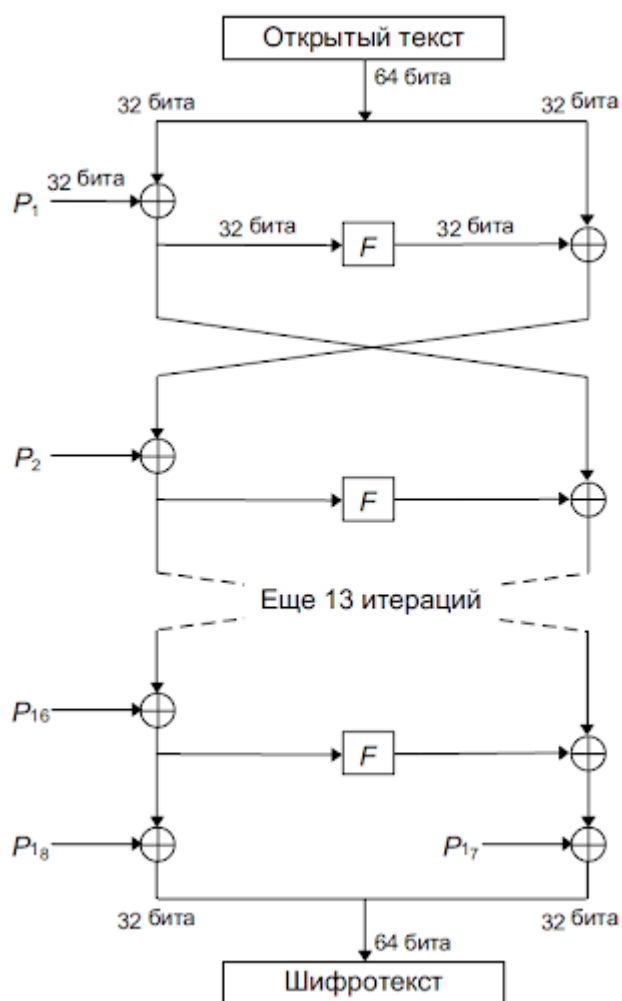 Открытый текст
64 бита
32 бита 32 бита
32 бита
P1
32 бита F 32 бита
P2
F
Еще 13 итераций
P16
F
P18 P17
32 бита 32 бита
64 бита
Шифротекст